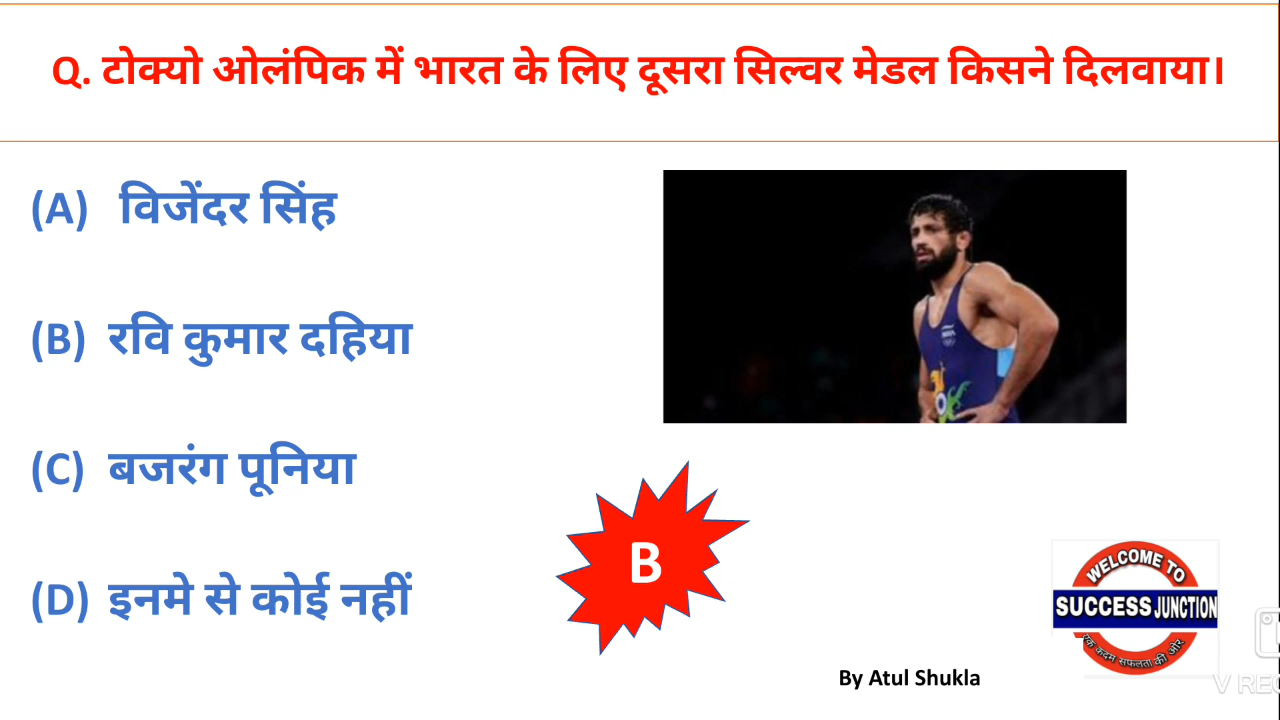 Q. टोक्यो ओलंपिक में भारत के लिए दूसरा सिल्वर मेडल किसने दिलवाया।
(A) विजेंदर सिंह
(B) रवि कुमार दहिया
(C) बजरंग पूनिया
(D) इनमे से कोई नहीं
B
WELCOME TO
SUCCESS JUNCTION
एक कदम सफलता की ओर
By Atul Shukla
INDIA